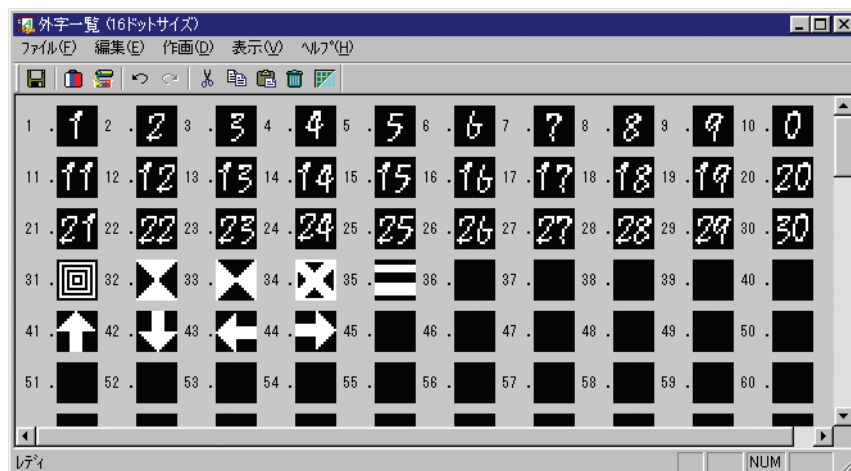 外字一覧 (16ドットサイズ)
ファイル(F) 編集(E) 作画(D) 表示(V) ヘルプ(H)
1 . 1 2 . 2 3 . 3 4 . 4 5 . 5 6 . 6 7 . 7 8 . 8 9 . 9 10 . 0
11 . 11 12 . 12 13 . 13 14 . 14 15 . 15 16 . 16 17 . 17 18 . 18 19 . 19 20 . 20
21 . 21 22 . 22 23 . 23 24 . 24 25 . 25 26 . 26 27 . 27 28 . 28 29 . 29 30 . 30
31 . 32 . 33 . 34 . 35 . 36 . 37 . 38 . 39 . 40 .
41 . 42 . 43 . 44 . 45 . 46 . 47 . 48 . 49 . 50 .
51 . 52 . 53 . 54 . 55 . 56 . 57 . 58 . 59 . 60 .
レディ NUM